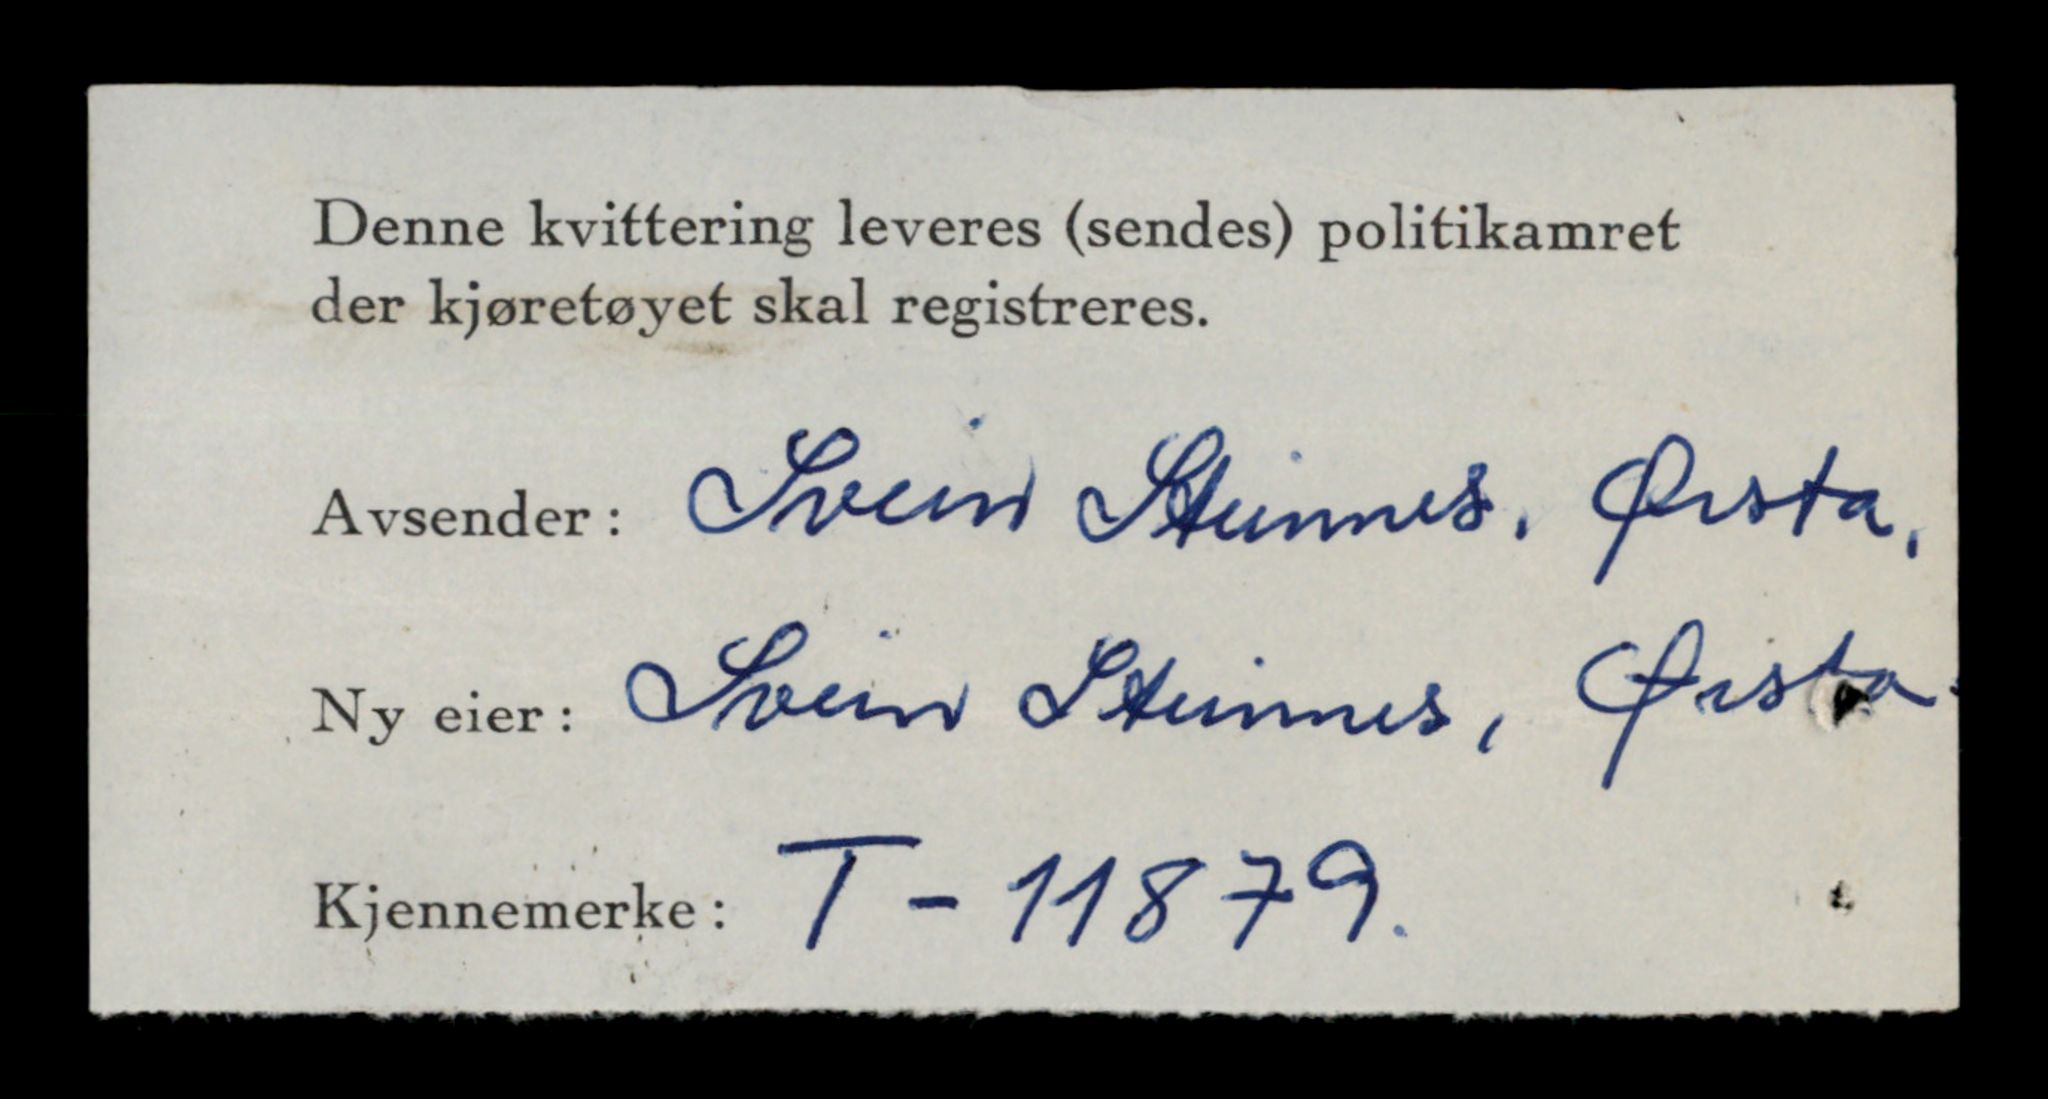 Denne kvittering leveres (sendes) politikamret
der kjøretøyet skal registreres.
Avsender: Svein Steinnes, Ørsta,
Ny eier: Svein Steinnes, Ørsta.
Kjennemerke: T-11879.